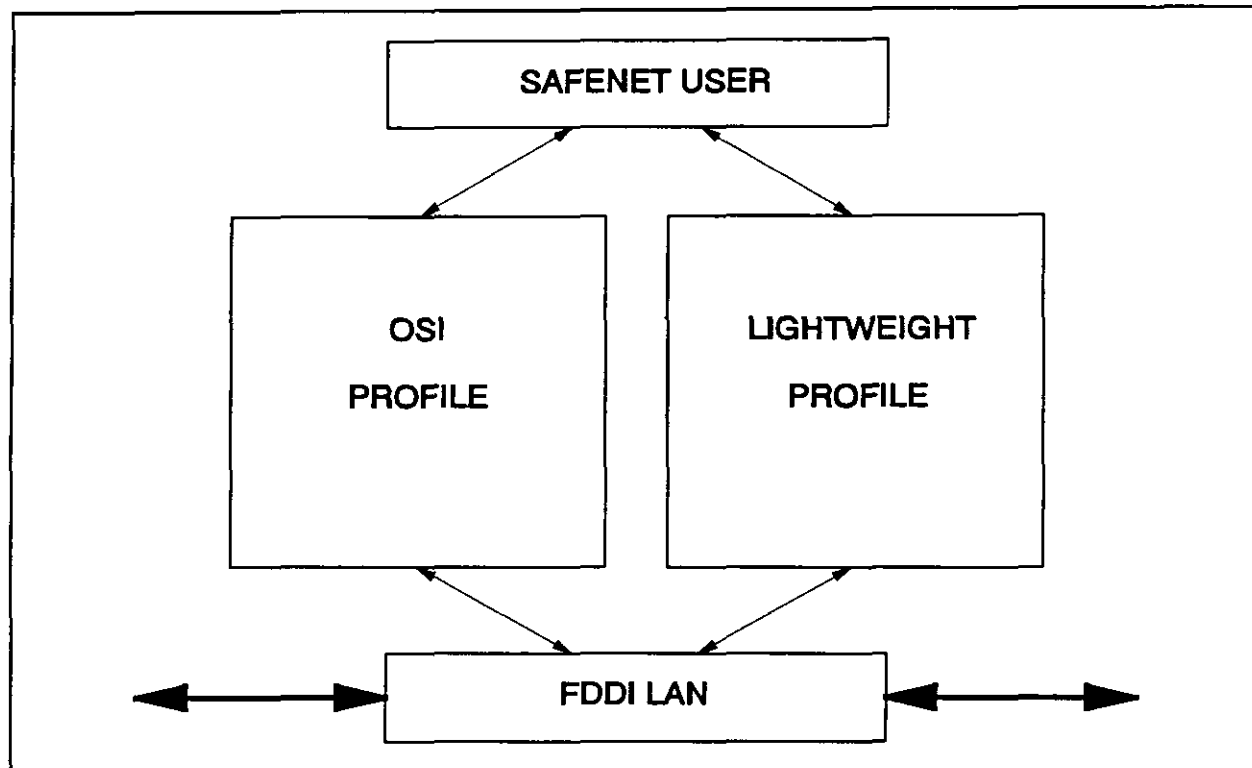 SAFENET USER
OSI
PROFILE
LIGHTWEIGHT
PROFILE
FDDI LAN